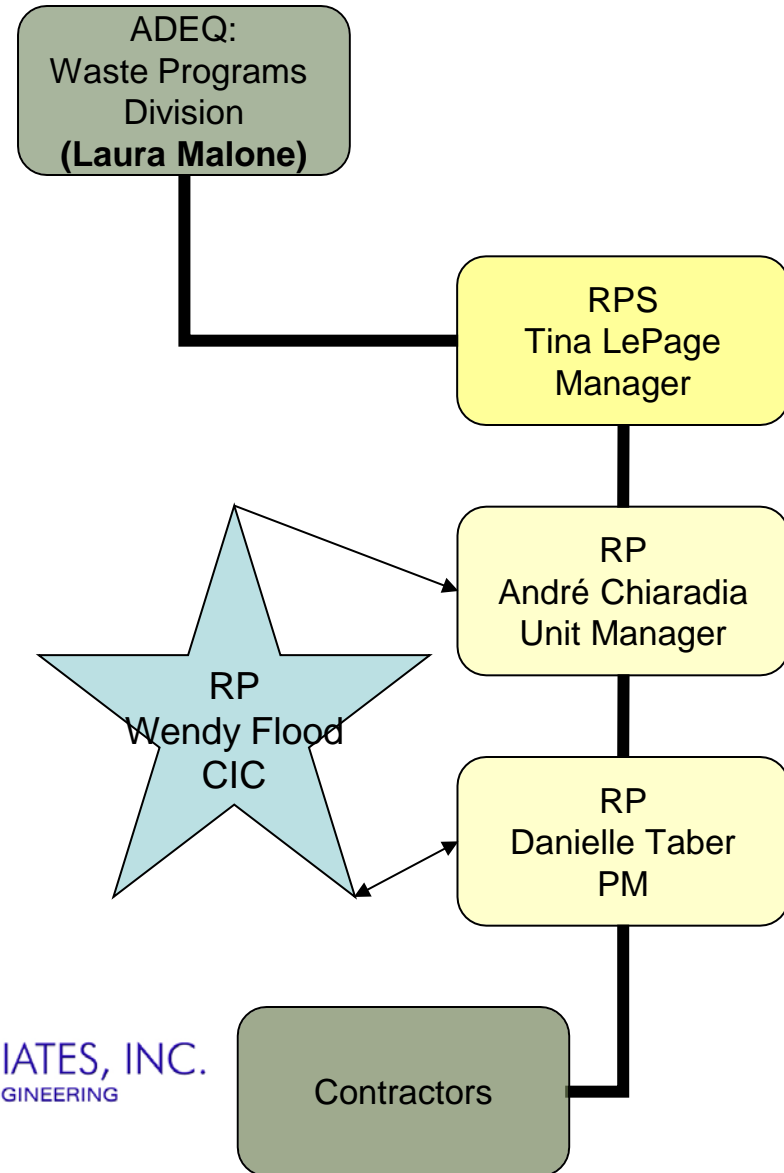 ADEQ:
Waste Programs
Division
(Laura Malone)
RPS
Tina LePage
Manager
RP
André Chiaradia
Unit Manager
RP
Wendy Flood
CIC
RP
Danielle Taber
PM
IATES, INC.
GINEERING
Contractors